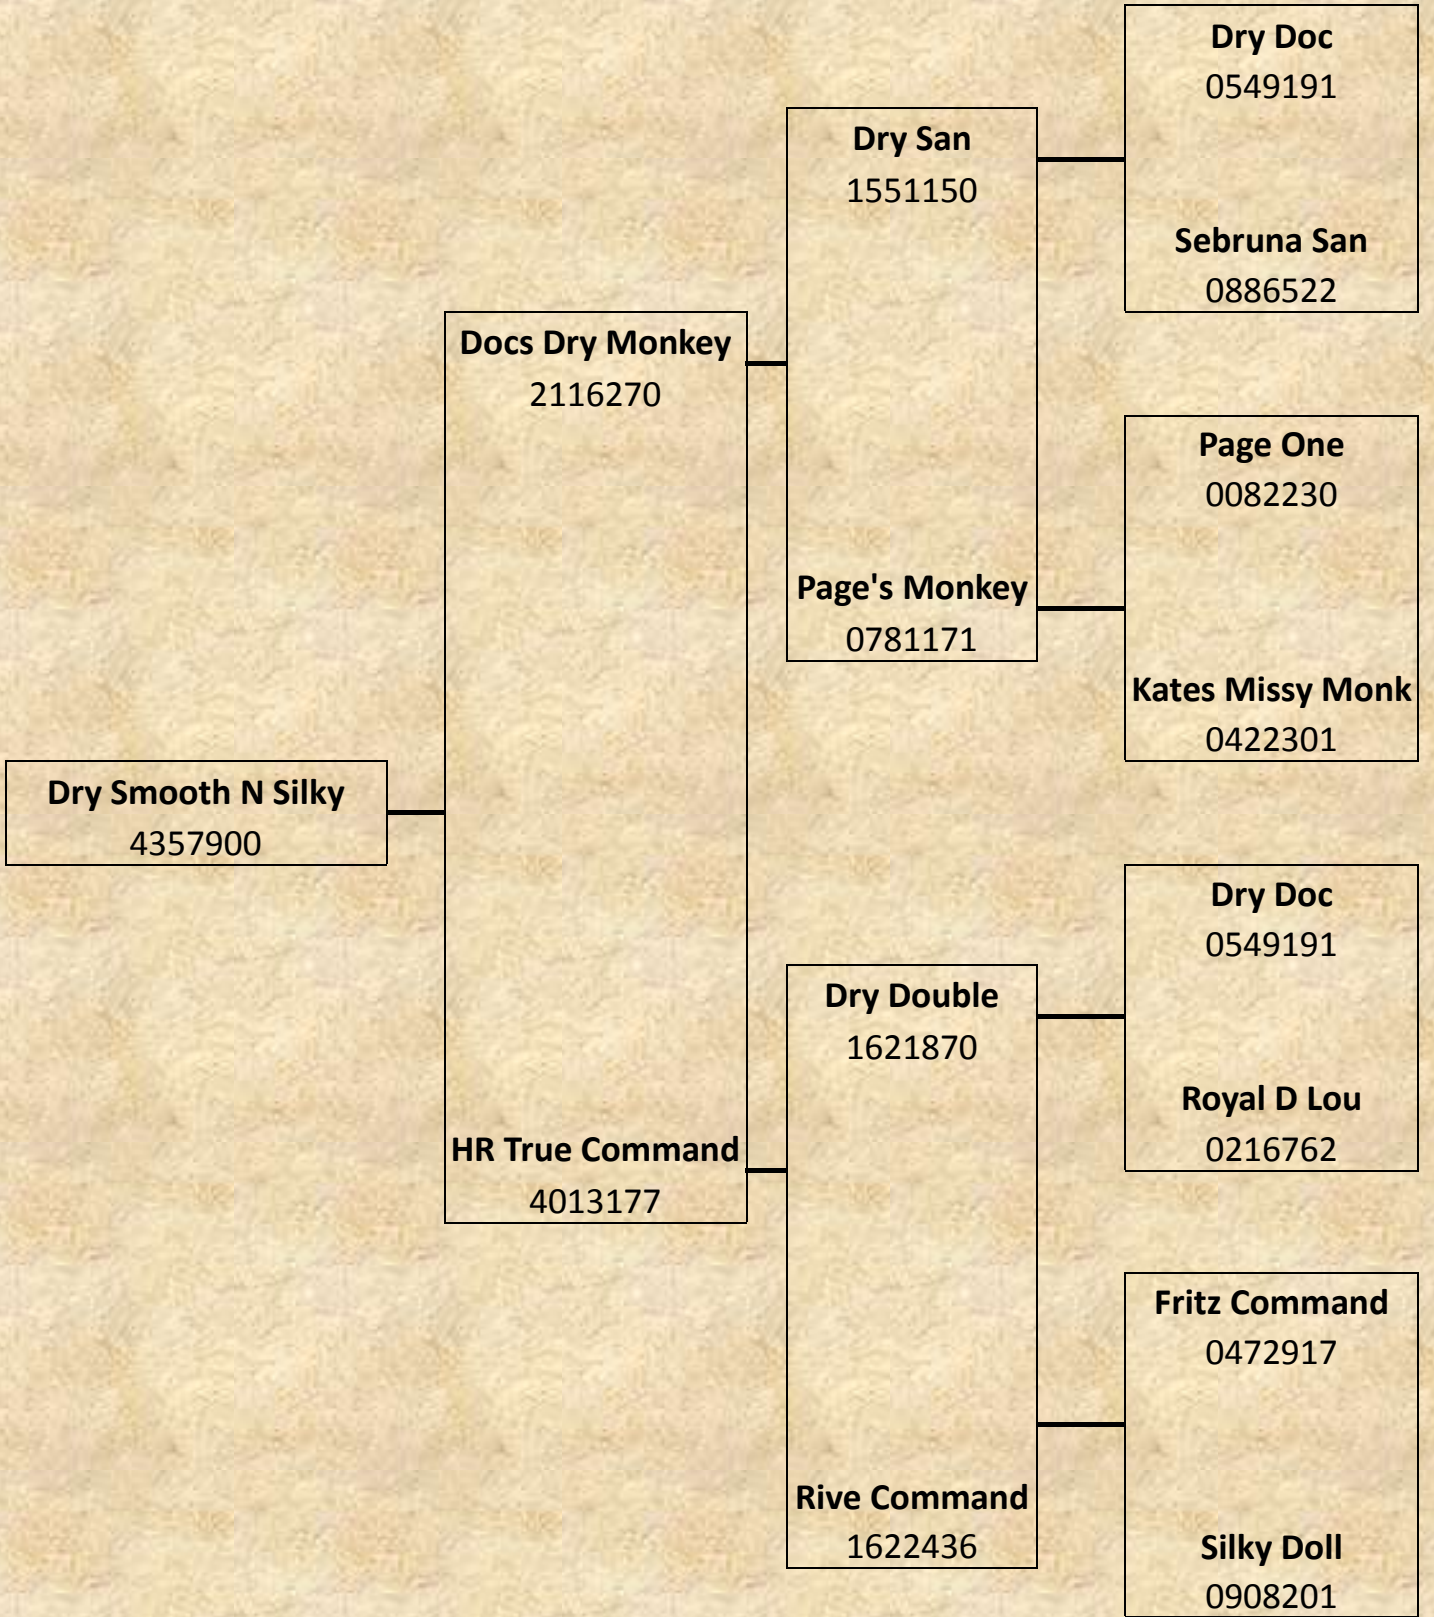 Dry Doc
0549191
Dry San
1551150
Sebruna San
0886522
Docs Dry Monkey
2116270
Page One
0082230
Page's Monkey
0781171
Kates Missy Monk
0422301
Dry Smooth N Silky
4357900
Dry Doc
0549191
Dry Double
1621870
Royal D Lou
0216762
HR True Command
4013177
Fritz Command
0472917
Rive Command
1622436
Silky Doll
0908201